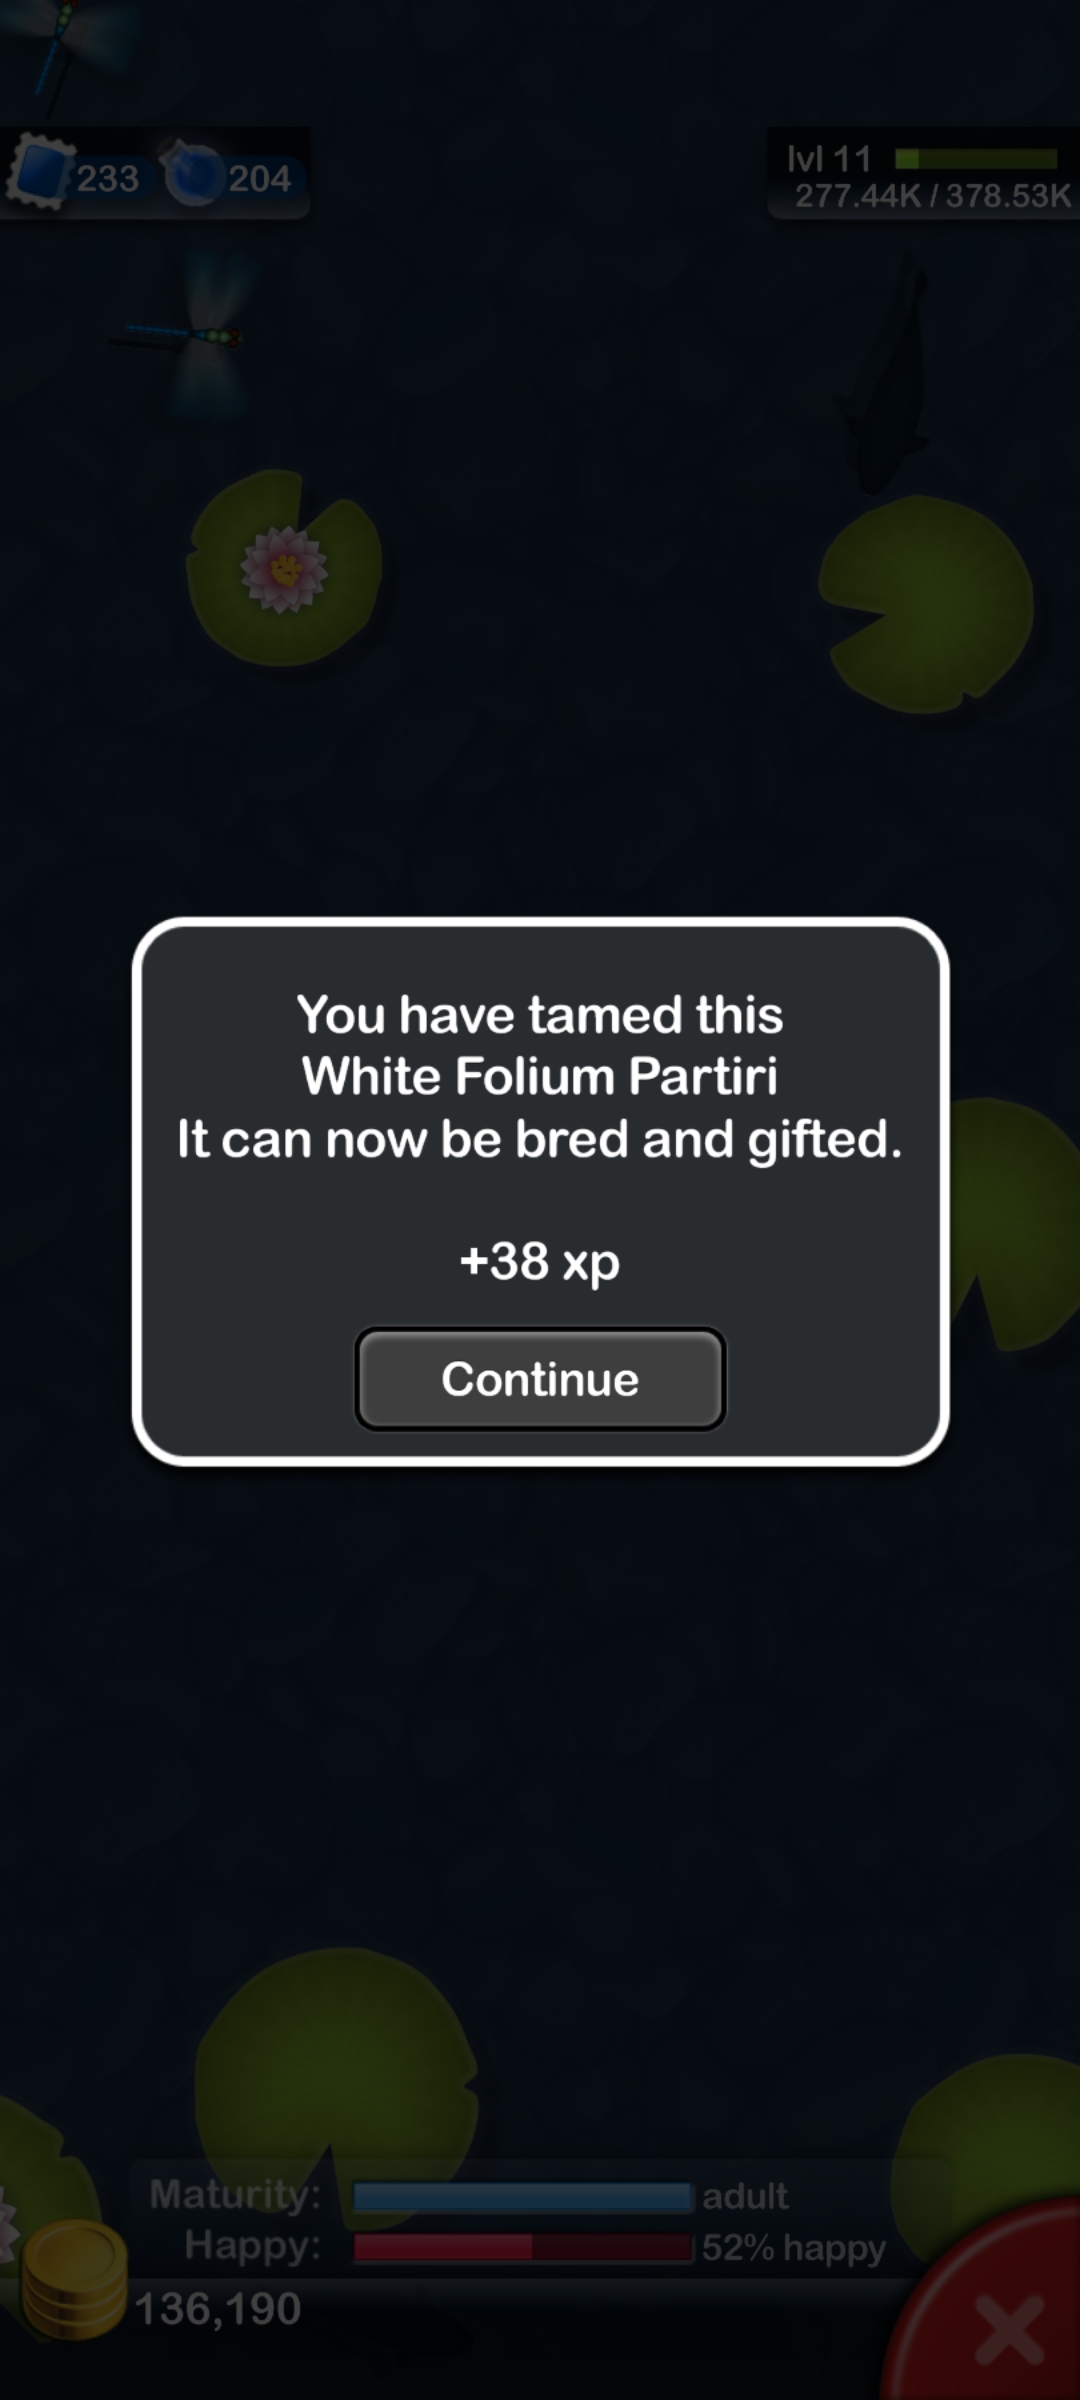 233 204 lvl 11
277.44K / 378.53K
You have tamed this
White Folium Partiri
It can now be bred and gifted.
+38 xp
Continue
Maturity: adult
Happy: 52% happy
136,190